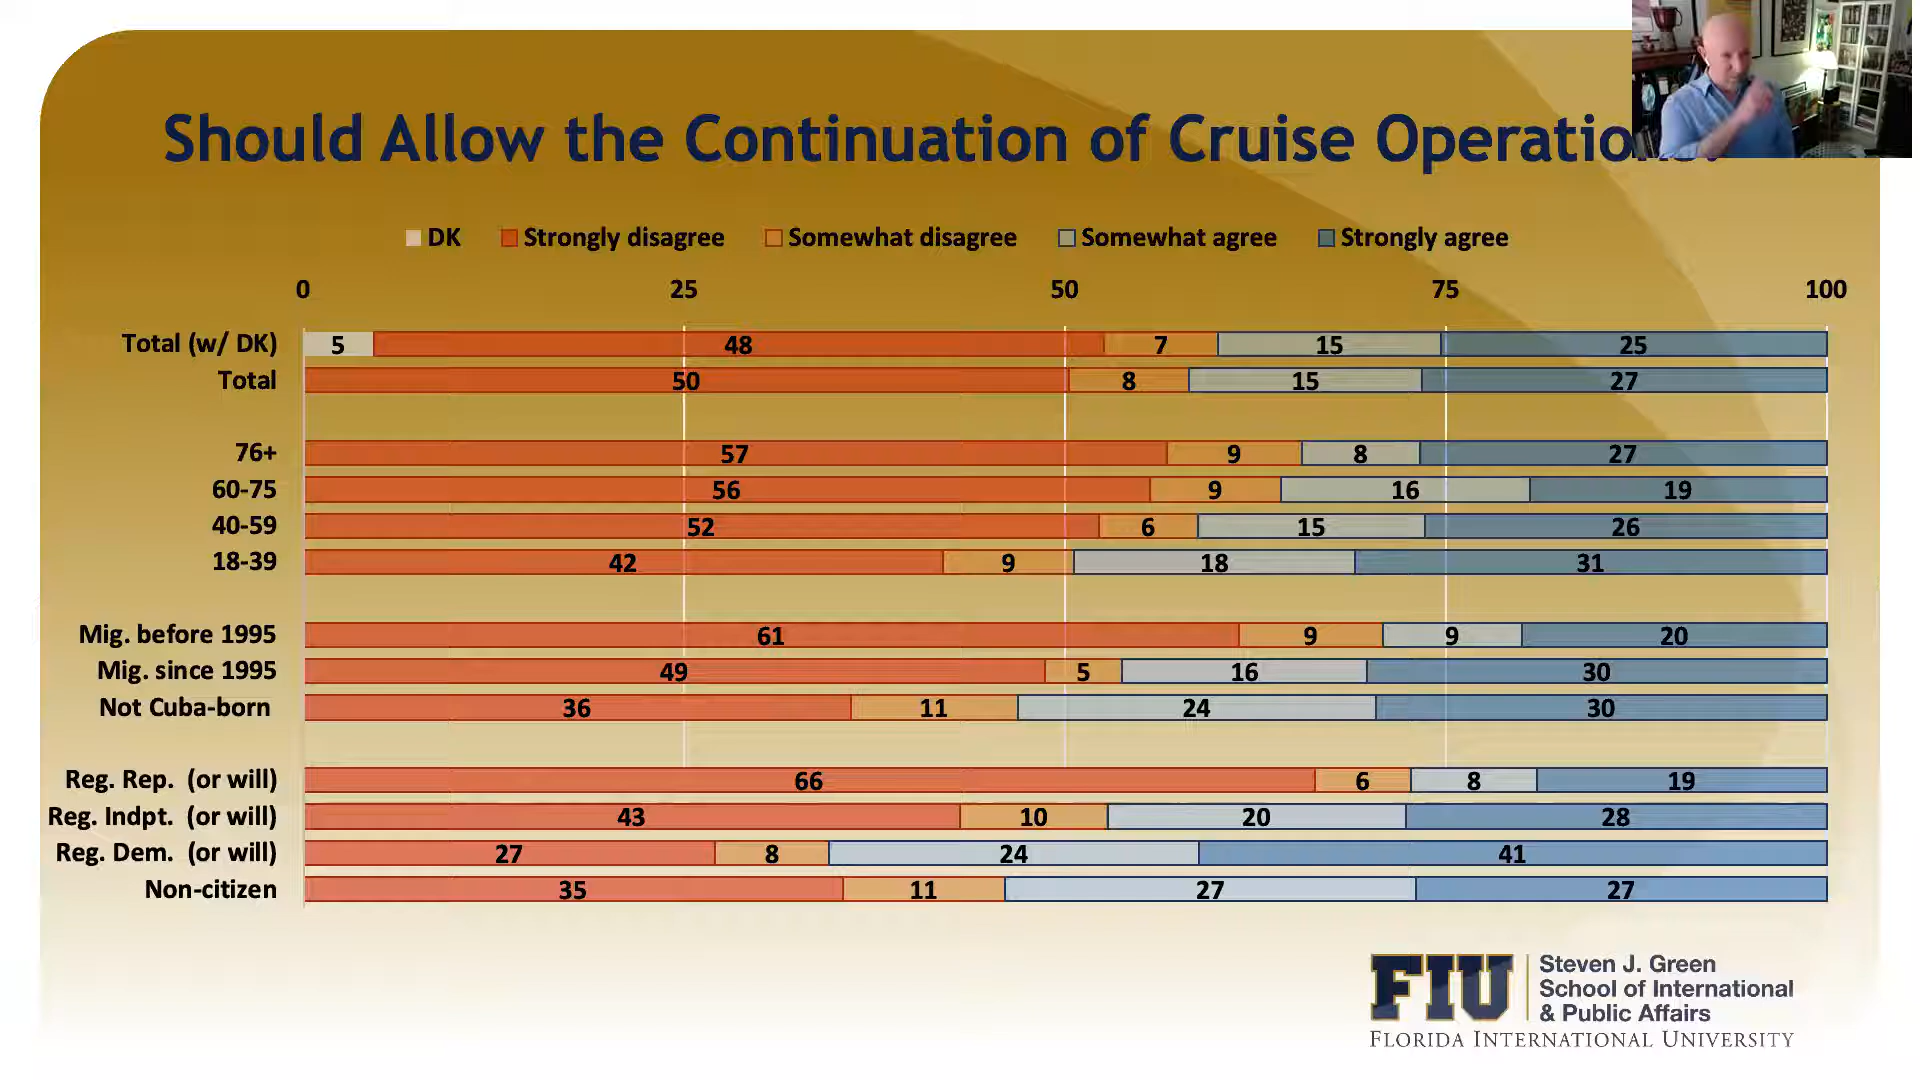 Should Allow the Continuation of Cruise
DK Strongly disagree Somewhat disagree Somewhat agree Strongly agree
0 25 50 75 100
Total (w/ DK) 5 48 7 15 25
Total 50 8 15 27
76+ 57 9 8 27
60-75 56 9 16 19
40-59 52 6 15 26
18-39 42 9 18 31
Mig. before 1995 61 9 9 20
Mig. since 1995 49 5 16 30
Not Cuba-born 36 11 24 30
Reg. Rep. (or will) 66 6 8 19
Reg. Indpt. (or will) 43 10 20 28
Reg. Dem. (or will) 27 8 24 41
Non-citizen 35 11 27 27
FIU
Steven J. Green
School of International
& Public Affairs
FLORIDA INTERNATIONAL UNIVERSITY